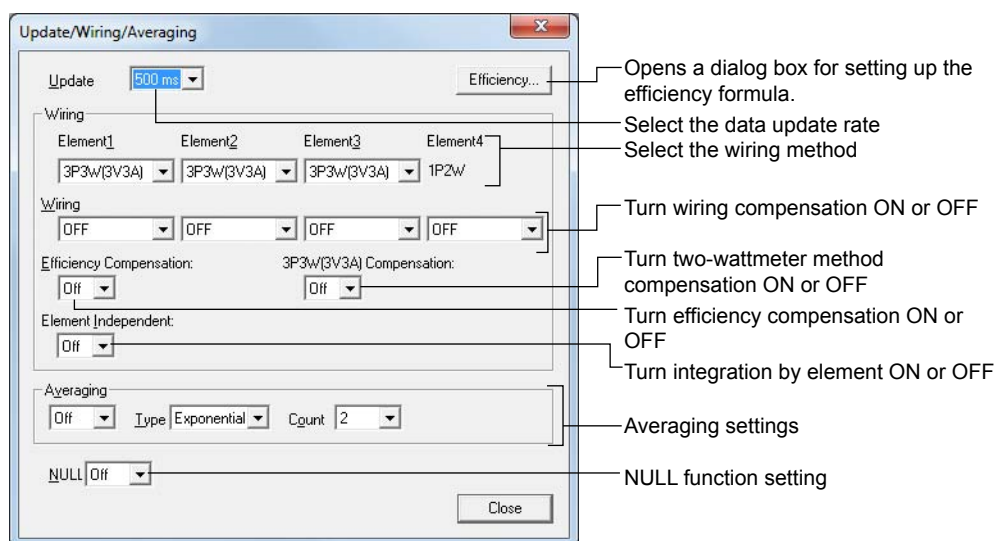 Update/Wiring/Averaging
Update 500 ms Efficiency...
Opens a dialog box for setting up the
efficiency formula.
Select the data update rate
Wiring
Element1 Element2 Element3 Element4
Select the wiring method
3P3W(3V3A) 3P3W(3V3A) 3P3W(3V3A) 1P2W
Wiring
OFF OFF OFF OFF
Turn wiring compensation ON or OFF
Efficiency Compensation: 3P3W(3V3A) Compensation:
Off Off
Turn two-wattmeter method
compensation ON or OFF
Turn efficiency compensation ON or
OFF
Element Independent:
Off
Turn integration by element ON or OFF
Averaging
Off Type Exponential Count 2
Averaging settings
NULL Off
NULL function setting
Close